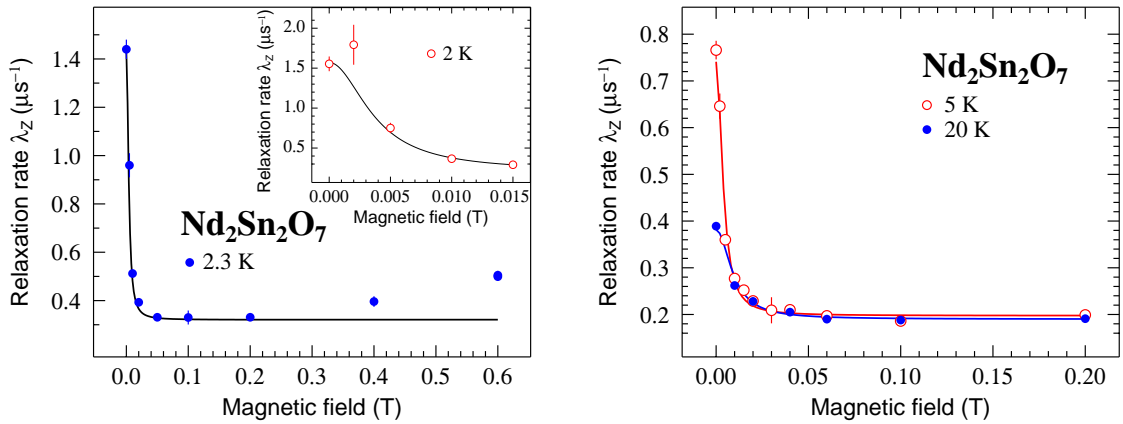 Relaxation rate λZ (μs⁻¹)
1.4
1.2
1.0
0.8
0.6
0.4
0.0 0.1 0.2 0.3 0.4 0.5 0.6
Magnetic field (T)
Nd₂Sn₂O₇
2.3 K
Relaxation rate λZ (μs⁻¹)
2.0
1.5
1.0
0.5
0.000 0.005 0.010 0.015
Magnetic field (T)
2 K
Relaxation rate λZ (μs⁻¹)
0.8
0.7
0.6
0.5
0.4
0.3
0.2
0.00 0.05 0.10 0.15 0.20
Magnetic field (T)
Nd₂Sn₂O₇
5 K
20 K